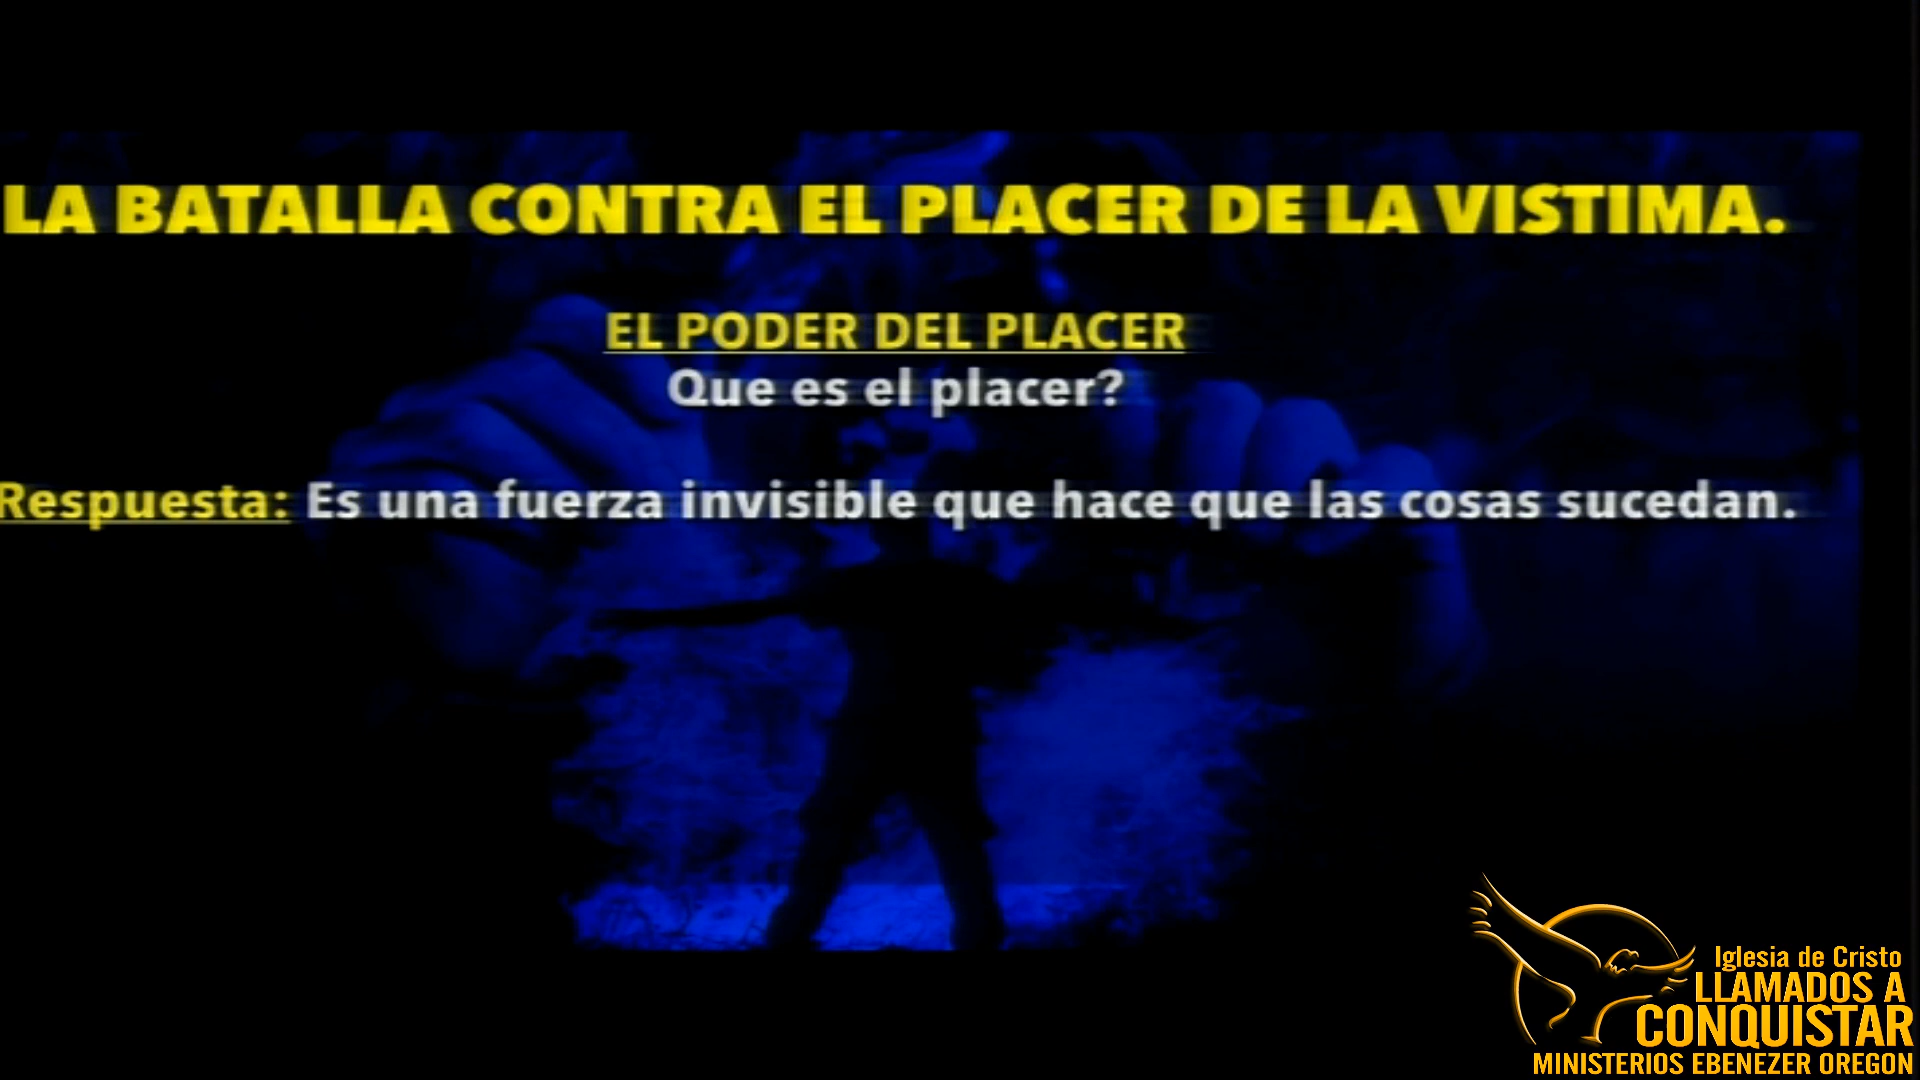 LA BATALLA CONTRA EL PLACER DE LA VISTIMA.
EL PODER DEL PLACER
Que es el placer?
Respuesta: Es una fuerza invisible que hace que las cosas sucedan.
Iglesia de Cristo
LLAMADOS A
CONQUISTAR
MINISTERIOS EBENEZER OREGON